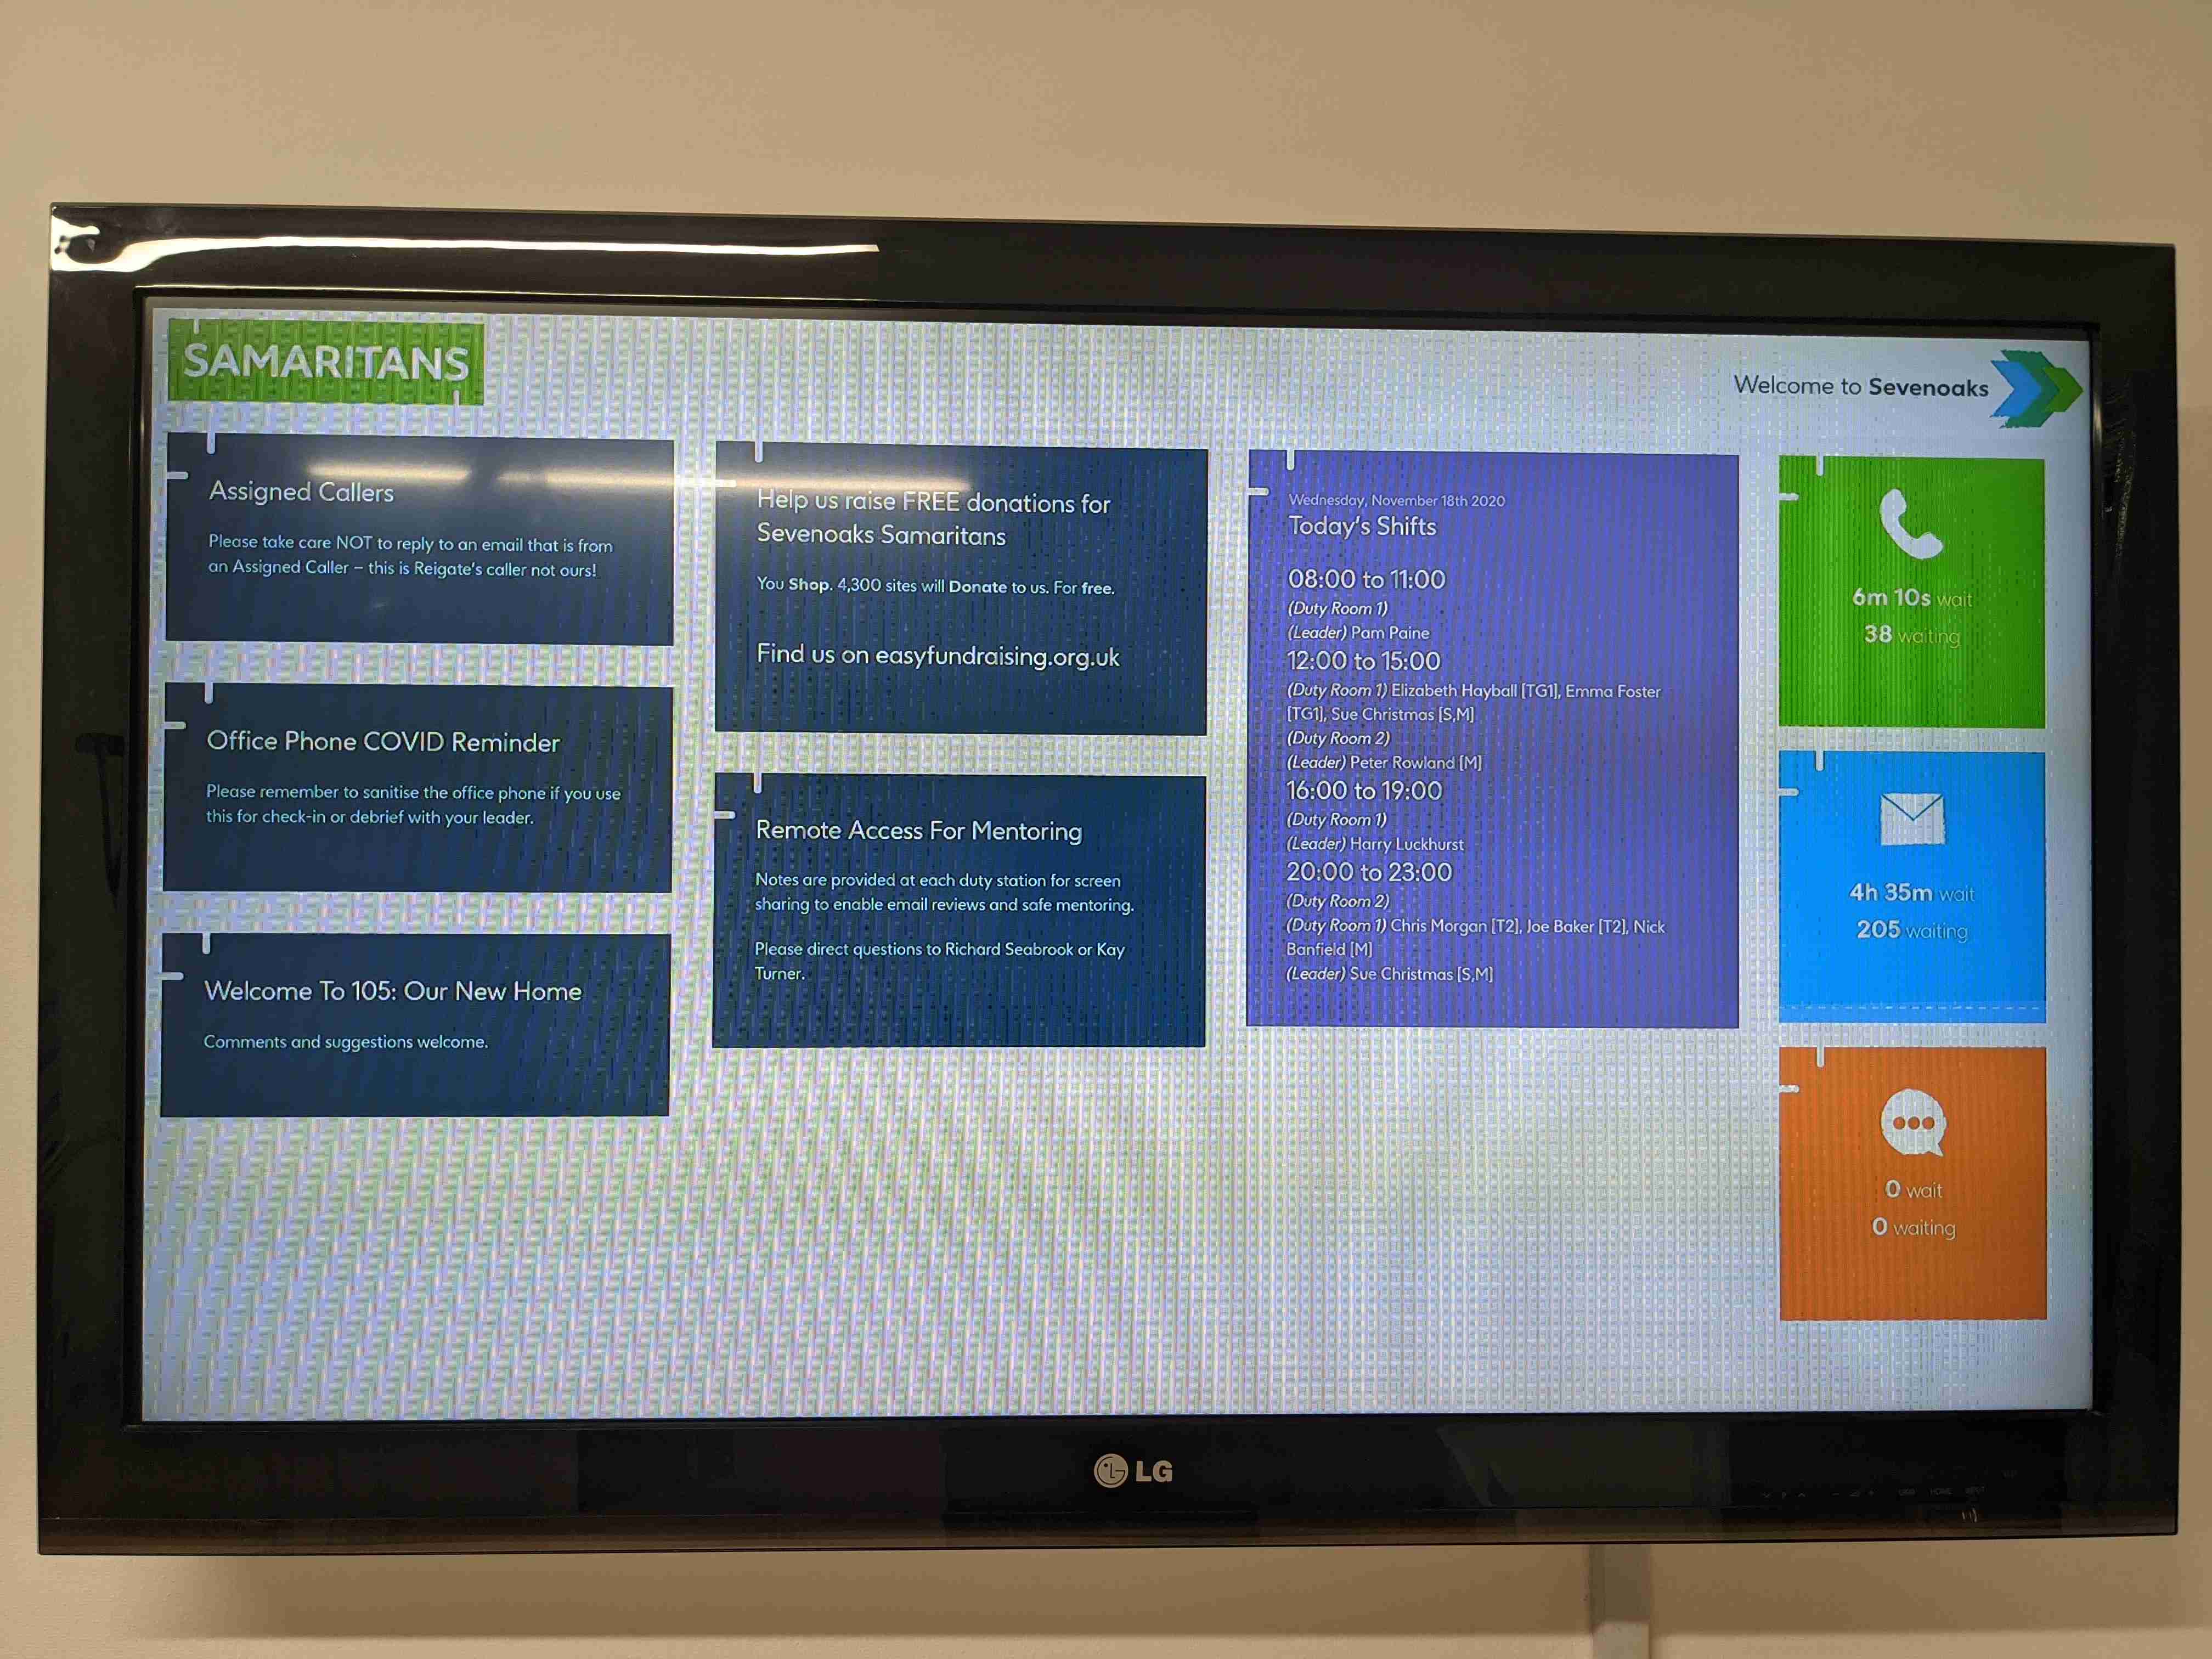 SAMARITANS
Welcome to Sevenoaks
Assigned Callers
Please take care NOT to reply to an email that is from
an Assigned Caller – this is Reigate's caller not ours!
Office Phone COVID Reminder
Please remember to sanitise the office phone if you use
this for check-in or debrief with your leader.
Welcome To 105: Our New Home
Comments and suggestions welcome.
Help us raise FREE donations for
Sevenoaks Samaritans
You Shop. 4,300 sites will Donate to us. For free.
Find us on easyfundraising.org.uk
Remote Access For Mentoring
Notes are provided at each duty station for screen
sharing to enable email reviews and safe mentoring.
Please direct questions to Richard Seabrook or Kay
Turner.
Wednesday, November 18th 2020
Today's Shifts
08:00 to 11:00
(Duty Room 1)
(Leader) Pam Paine
12:00 to 15:00
(Duty Room 1) Elizabeth Hayball [TG1], Emma Foster
[TG1], Sue Christmas [S,M]
(Duty Room 2)
(Leader) Peter Rowland [M]
16:00 to 19:00
(Duty Room 1)
(Leader) Harry Luckhurst
20:00 to 23:00
(Duty Room 2)
(Duty Room 1) Chris Morgan [T2], Joe Baker [T2], Nick
Banfield [M]
(Leader) Sue Christmas [S,M]
6m 10s wait
38 waiting
4h 35m wait
205 waiting
0 wait
0 waiting
LG